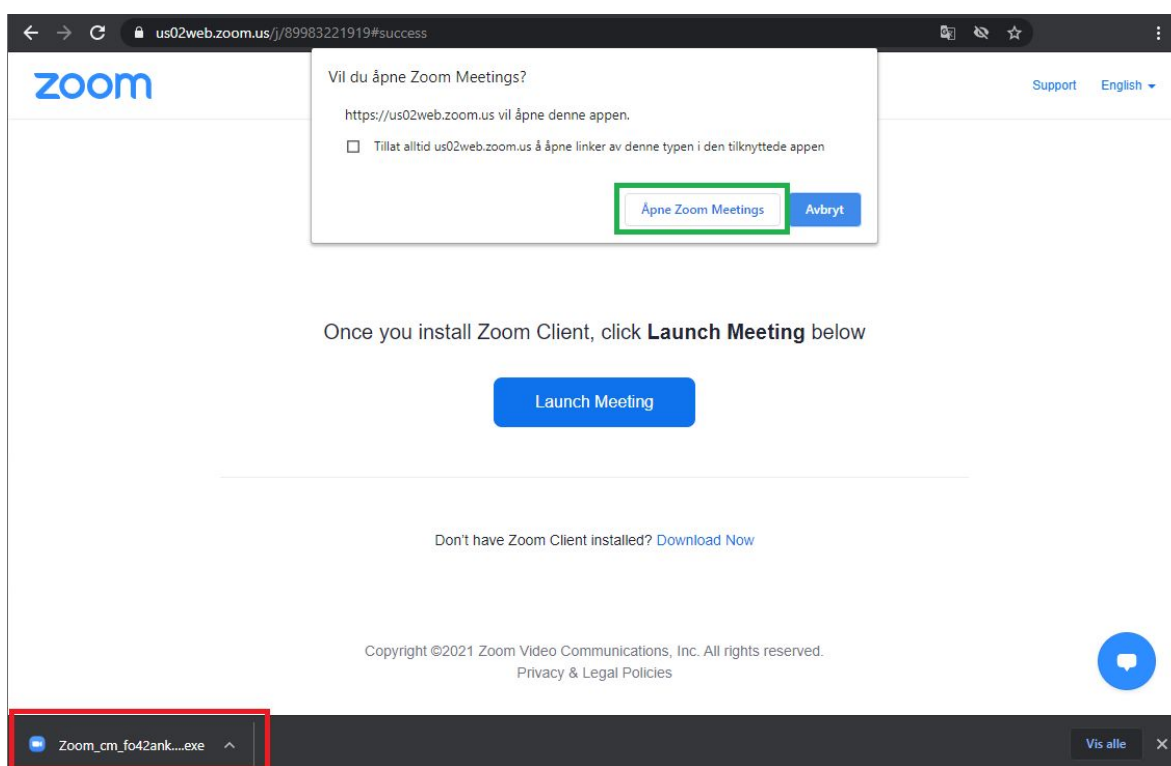 us02web.zoom.us/j/89983221919#success
zoom
Support English
Vil du åpne Zoom Meetings?
https://us02web.zoom.us vil åpne denne appen.
Tillat alltid us02web.zoom.us å åpne linker av denne typen i den tilknyttede appen
Åpne Zoom Meetings Avbryt
Once you install Zoom Client, click Launch Meeting below
Launch Meeting
Don't have Zoom Client installed? Download Now
Copyright ©2021 Zoom Video Communications, Inc. All rights reserved.
Privacy & Legal Policies
Zoom_cm_fo42ank....exe Vis alle